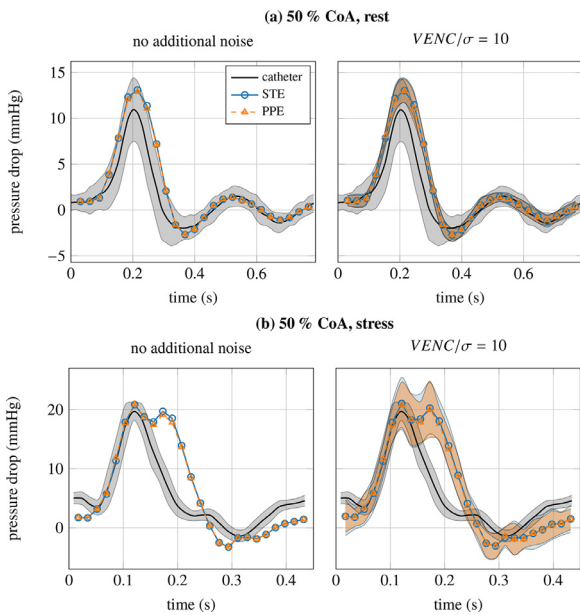 (a) 50 % CoA, rest
no additional noise
VENC/σ = 10
catheter
STE
PPE
pressure drop (mmHg)
15
10
5
0
−5
0 0.2 0.4 0.6
time (s)
0 0.2 0.4 0.6
time (s)
(b) 50 % CoA, stress
no additional noise
VENC/σ = 10
pressure drop (mmHg)
20
10
0
0 0.1 0.2 0.3 0.4
time (s)
0 0.1 0.2 0.3 0.4
time (s)